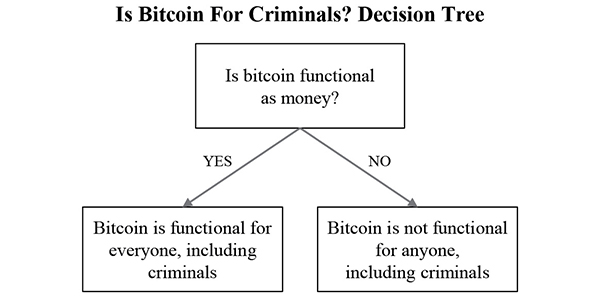 Is Bitcoin For Criminals? Decision Tree
Is bitcoin functional
as money?
YES
NO
Bitcoin is functional for
everyone, including
criminals
Bitcoin is not functional
for anyone,
including criminals